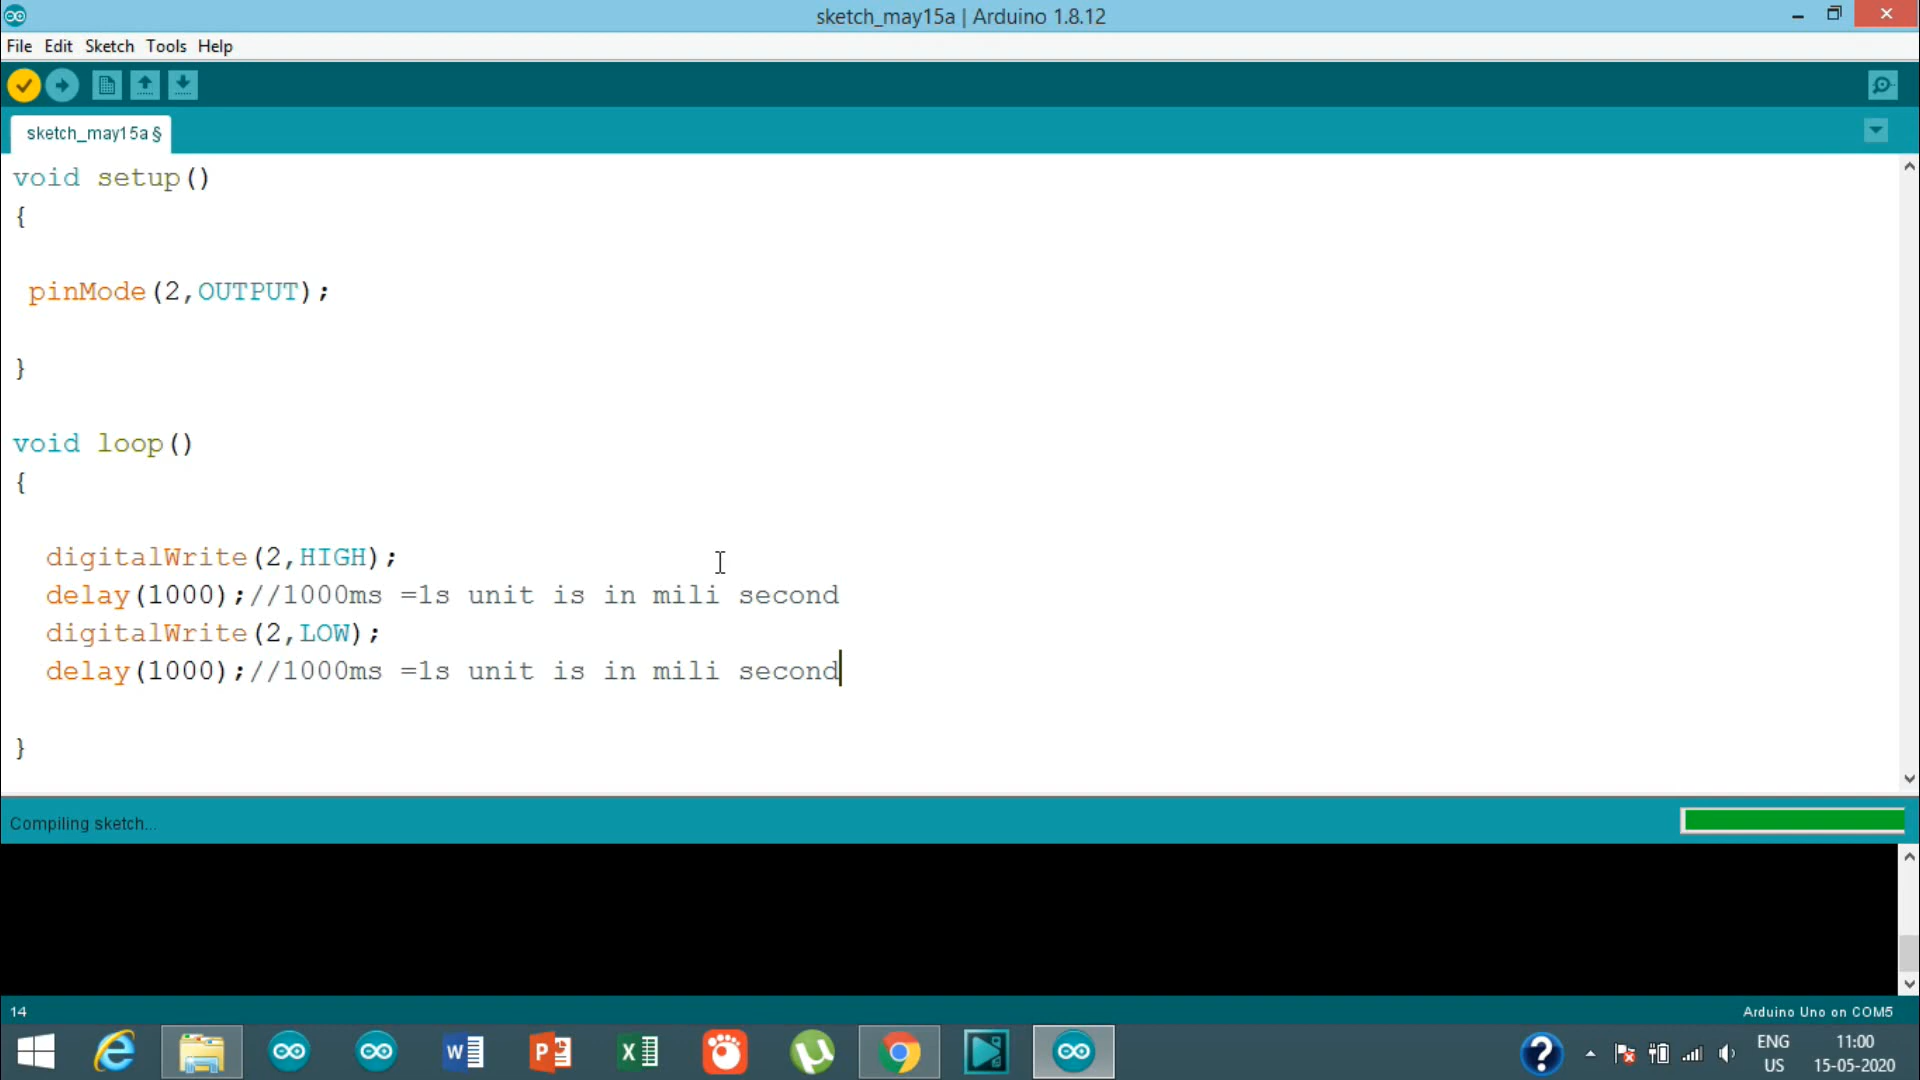 sketch_may15a | Arduino 1.8.12
File Edit Sketch Tools Help
sketch_may15a §
void setup()
{
pinMode(2,OUTPUT);
}
void loop()
{
digitalWrite(2,HIGH);
delay(1000);//1000ms =1s unit is in mili second
digitalWrite(2,LOW);
delay(1000);//1000ms =1s unit is in mili second
}
Compiling sketch...
14
Arduino Uno on COM5
ENG
US
11:00
15-05-2020